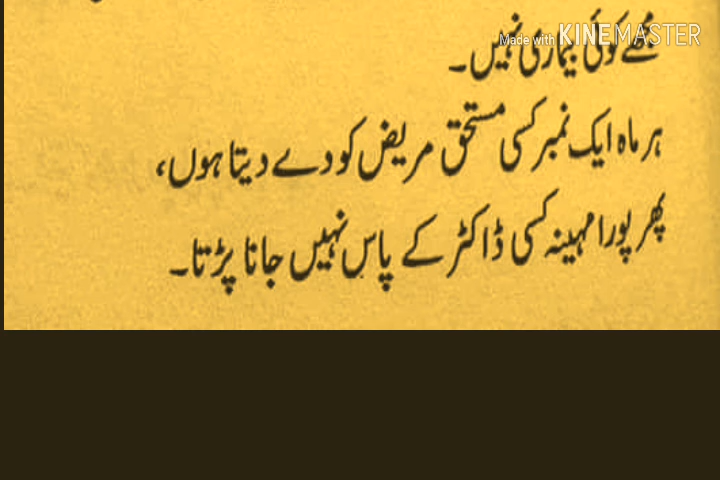 مجھے کوئی بیماری نہیں۔
Made with KINEMASTER
ہر ماہ ایک نمبر کسی مستحق مریض کو دے دیتا ہوں،
پھر پورا مہینہ کسی ڈاکٹر کے پاس نہیں جانا پڑتا۔